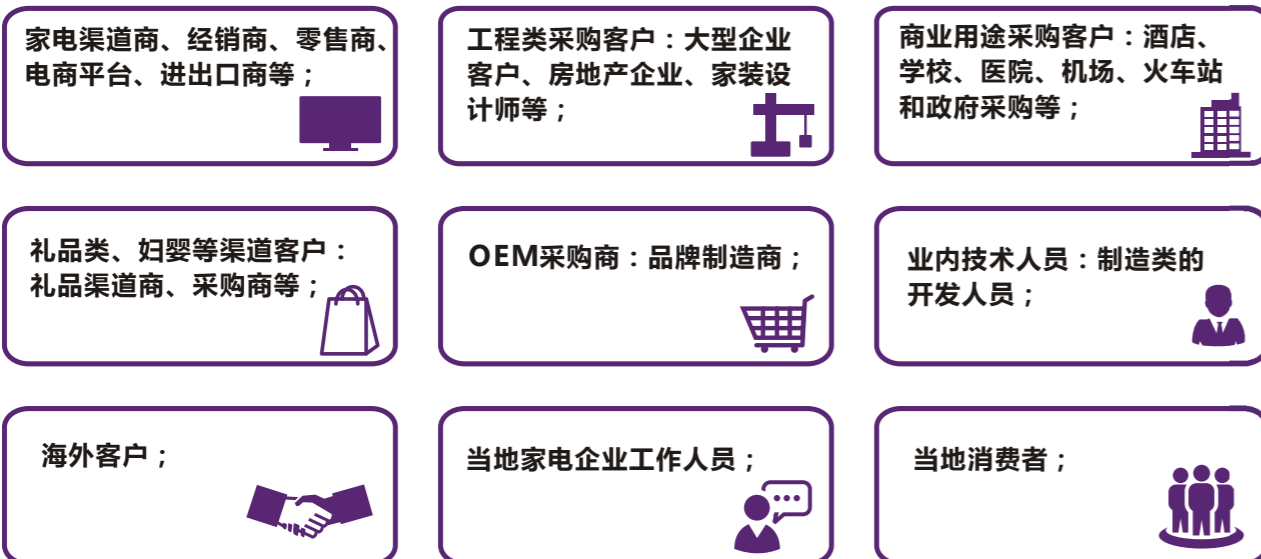 家电渠道商、经销商、零售商、
电商平台、进出口商等；
工程类采购客户：大型企业
客户、房地产企业、家装设
计师等；
商业用途采购客户：酒店、
学校、医院、机场、火车站
和政府采购等；
礼品类、妇婴等渠道客户：
礼品渠道商、采购商等；
OEM采购商：品牌制造商；
业内技术人员：制造类的
开发人员；
海外客户；
当地家电企业工作人员；
当地消费者；